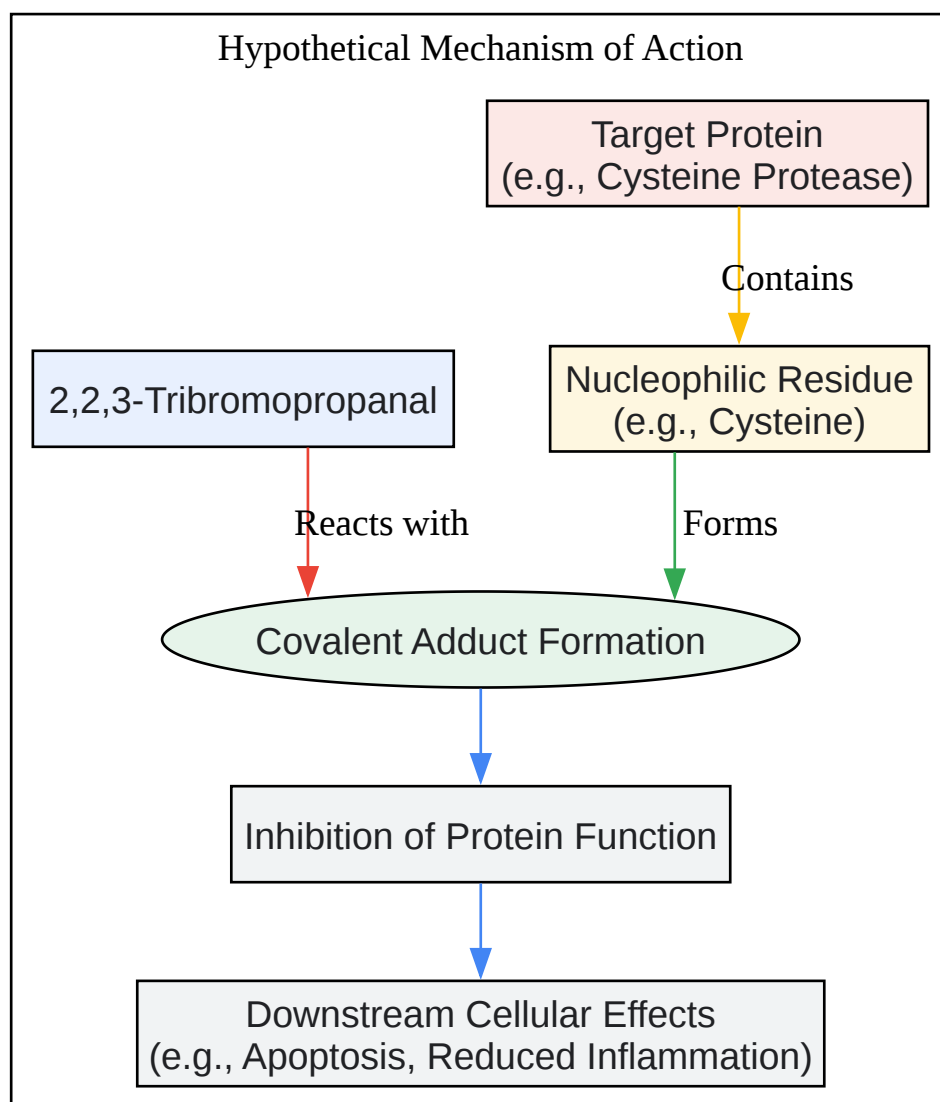 Hypothetical Mechanism of Action
Target Protein
(e.g., Cysteine Protease)
Contains
2,2,3-Tribromopropanal
Nucleophilic Residue
(e.g., Cysteine)
Reacts with
Forms
Covalent Adduct Formation
Inhibition of Protein Function
Downstream Cellular Effects
(e.g., Apoptosis, Reduced Inflammation)